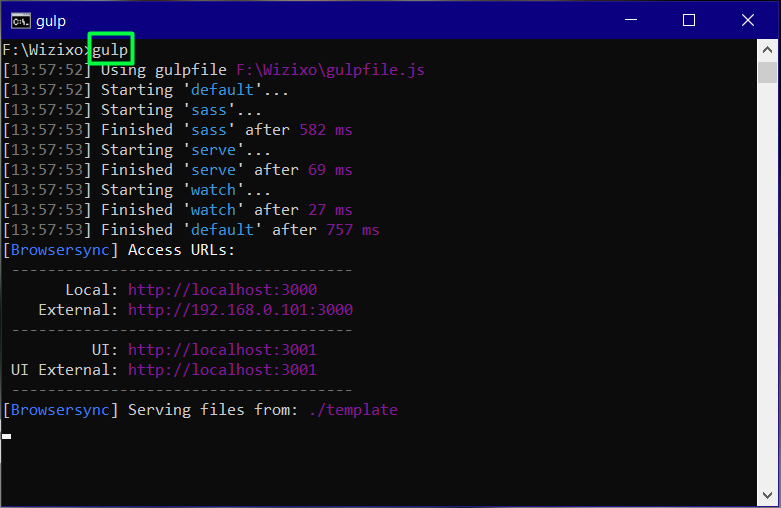 gulp
F:\Wizixo>gulp
[13:57:52] Using gulpfile F:\Wizixo\gulpfile.js
[13:57:52] Starting 'default'...
[13:57:52] Starting 'sass'...
[13:57:53] Finished 'sass' after 582 ms
[13:57:53] Starting 'serve'...
[13:57:53] Finished 'serve' after 69 ms
[13:57:53] Starting 'watch'...
[13:57:53] Finished 'watch' after 27 ms
[13:57:53] Finished 'default' after 757 ms
[Browsersync] Access URLs:
--------------------------------------
Local: http://localhost:3000
External: http://192.168.0.101:3000
--------------------------------------
UI: http://localhost:3001
UI External: http://localhost:3001
--------------------------------------
[Browsersync] Serving files from: ./template